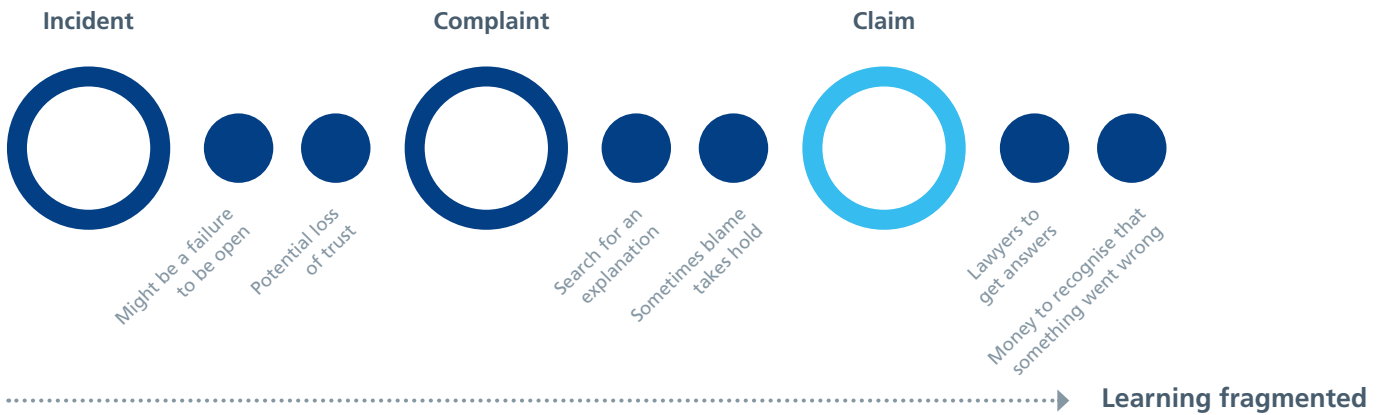 Incident
Complaint
Claim
Might be a failure
to be open
Potential loss
of trust
Search for an
explanation
Sometimes blame
takes hold
Lawyers to
get answers
Money to recognise that
something went wrong
Learning fragmented